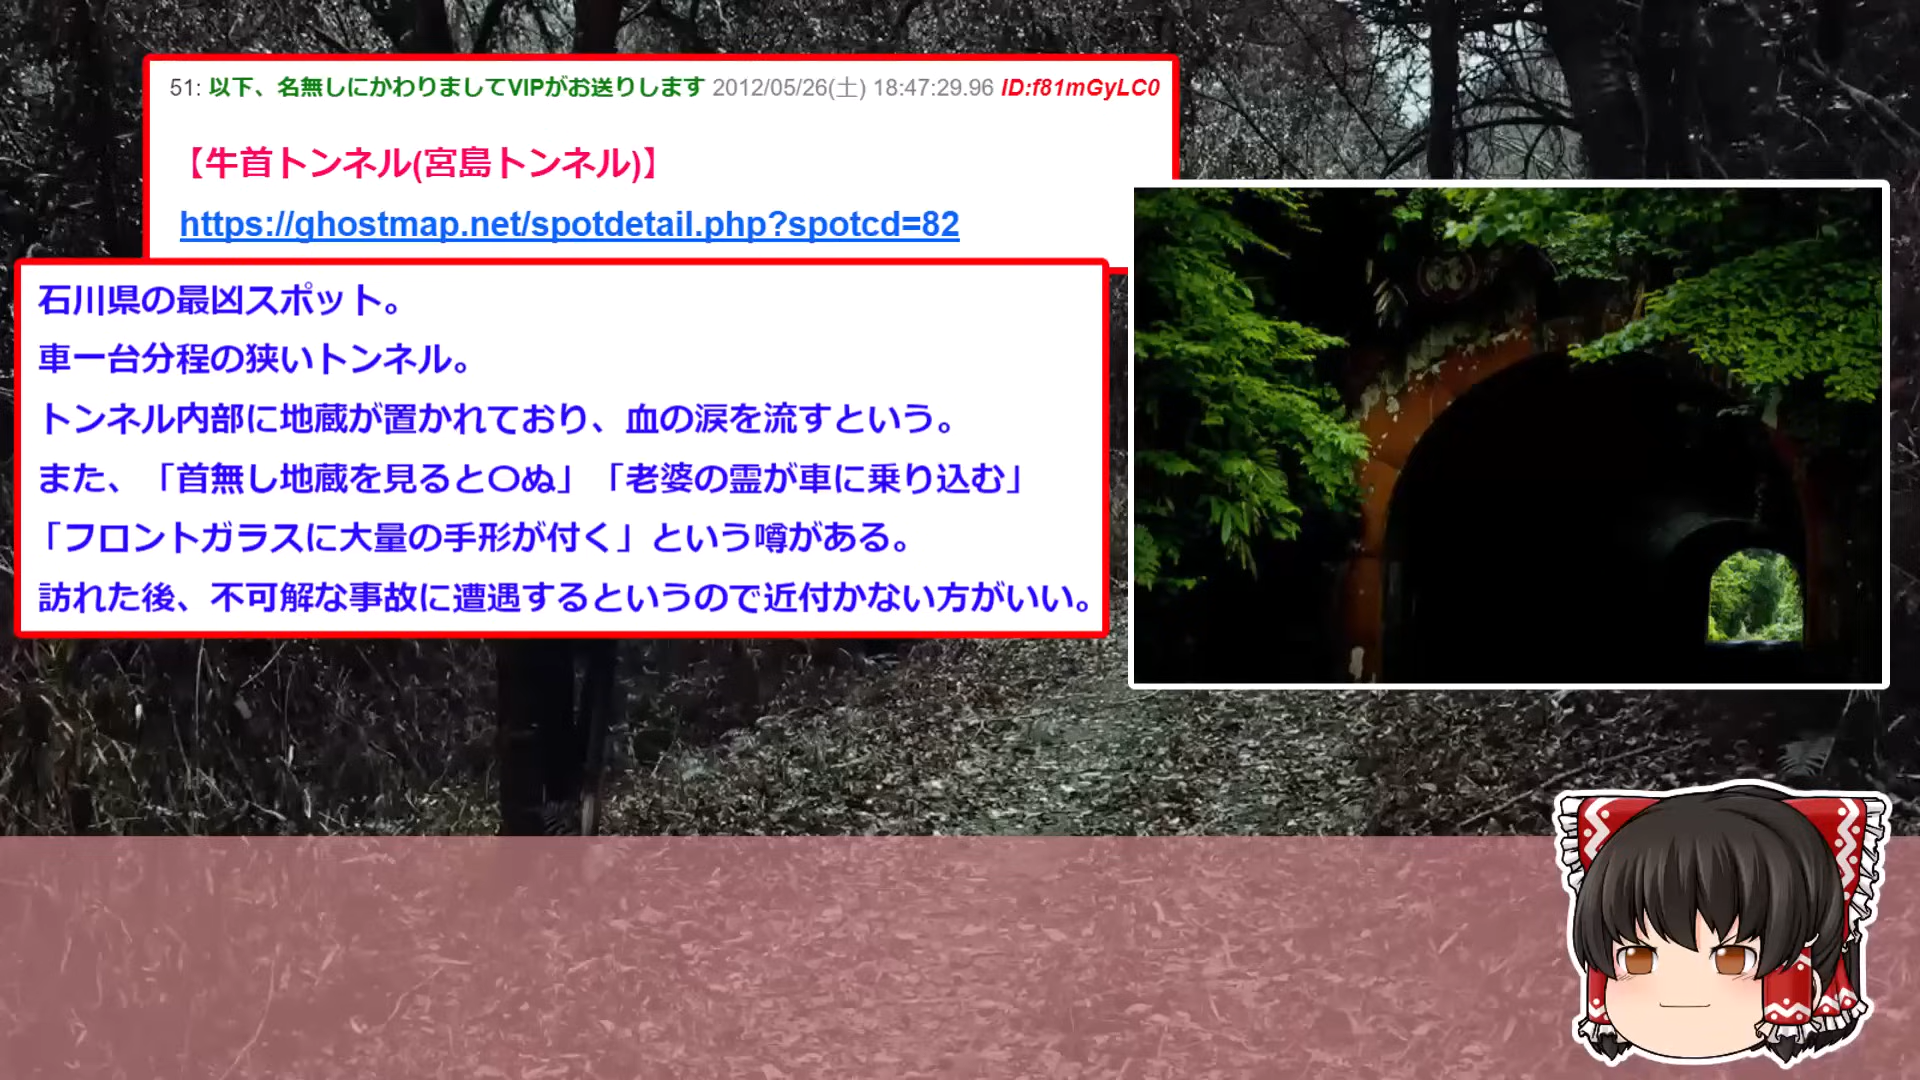 51: 以下、名無しにかわりましてVIPがお送りします 2012/05/26(土) 18:47:29.96 ID:f81mGyLC0
【牛首トンネル(宮島トンネル)】
https://ghostmap.net/spotdetail.php?spotcd=82
石川県の最凶スポット。
車一台分程の狭いトンネル。
トンネル内部に地蔵が置かれており、血の涙を流すという。
また、「首無し地蔵を見ると〇ぬ」「老婆の霊が車に乗り込む」
「フロントガラスに大量の手形が付く」という噂がある。
訪れた後、不可解な事故に遭遇するというので近付かない方がいい。